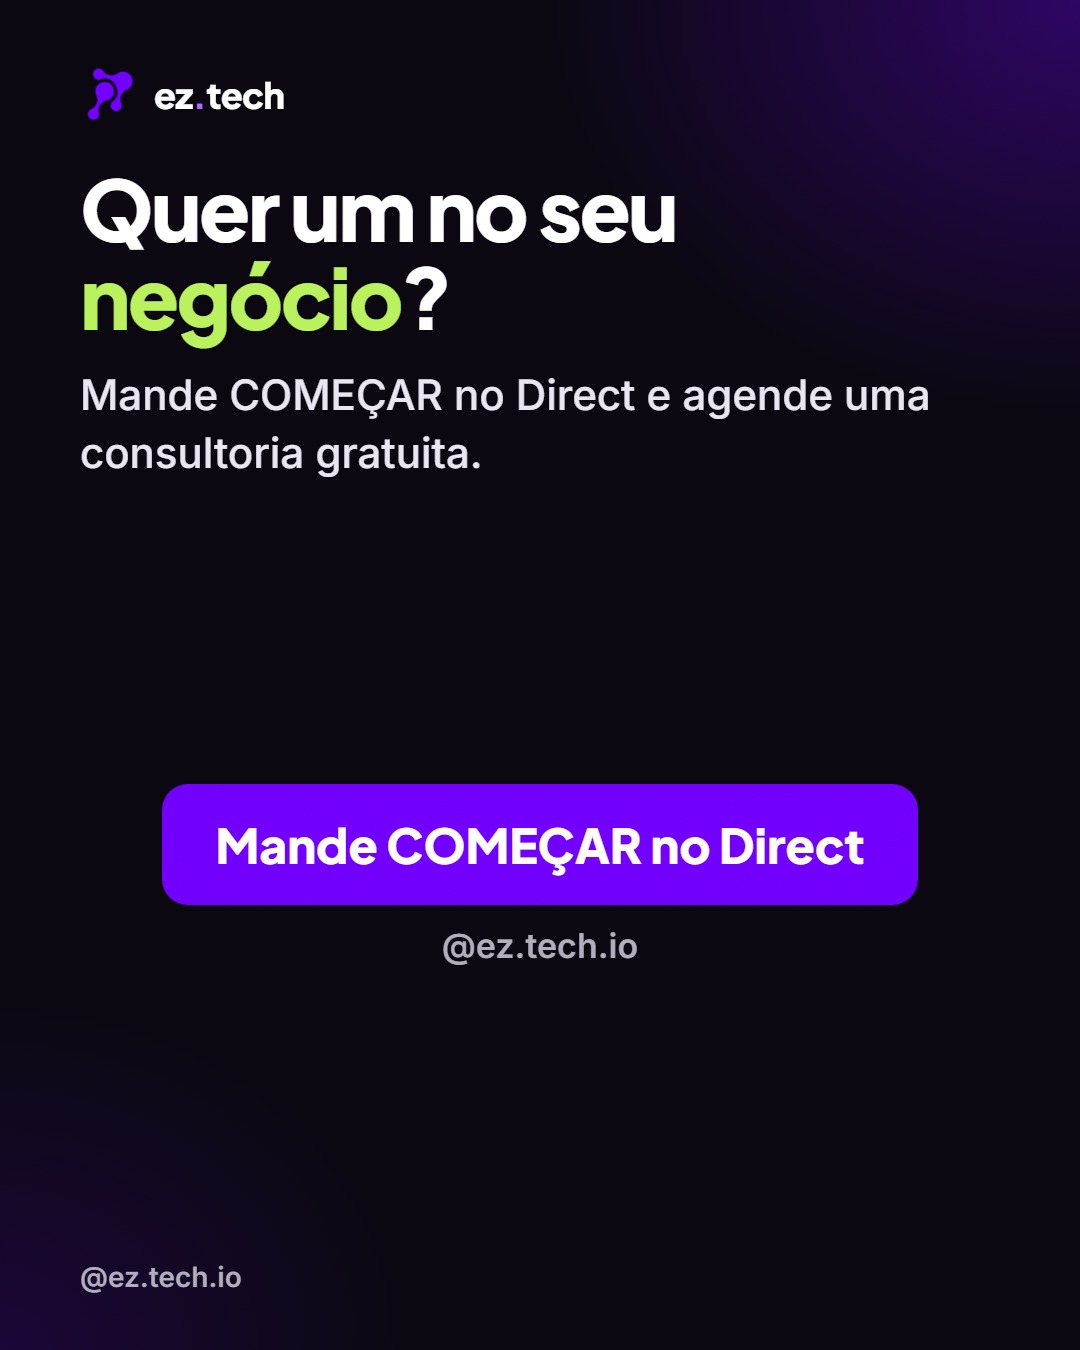 ez.tech
Quer um no seu
negócio?
Mande COMEÇAR no Direct e agende uma
consultoria gratuita.
Mande COMEÇAR no Direct
@ez.tech.io
@ez.tech.io